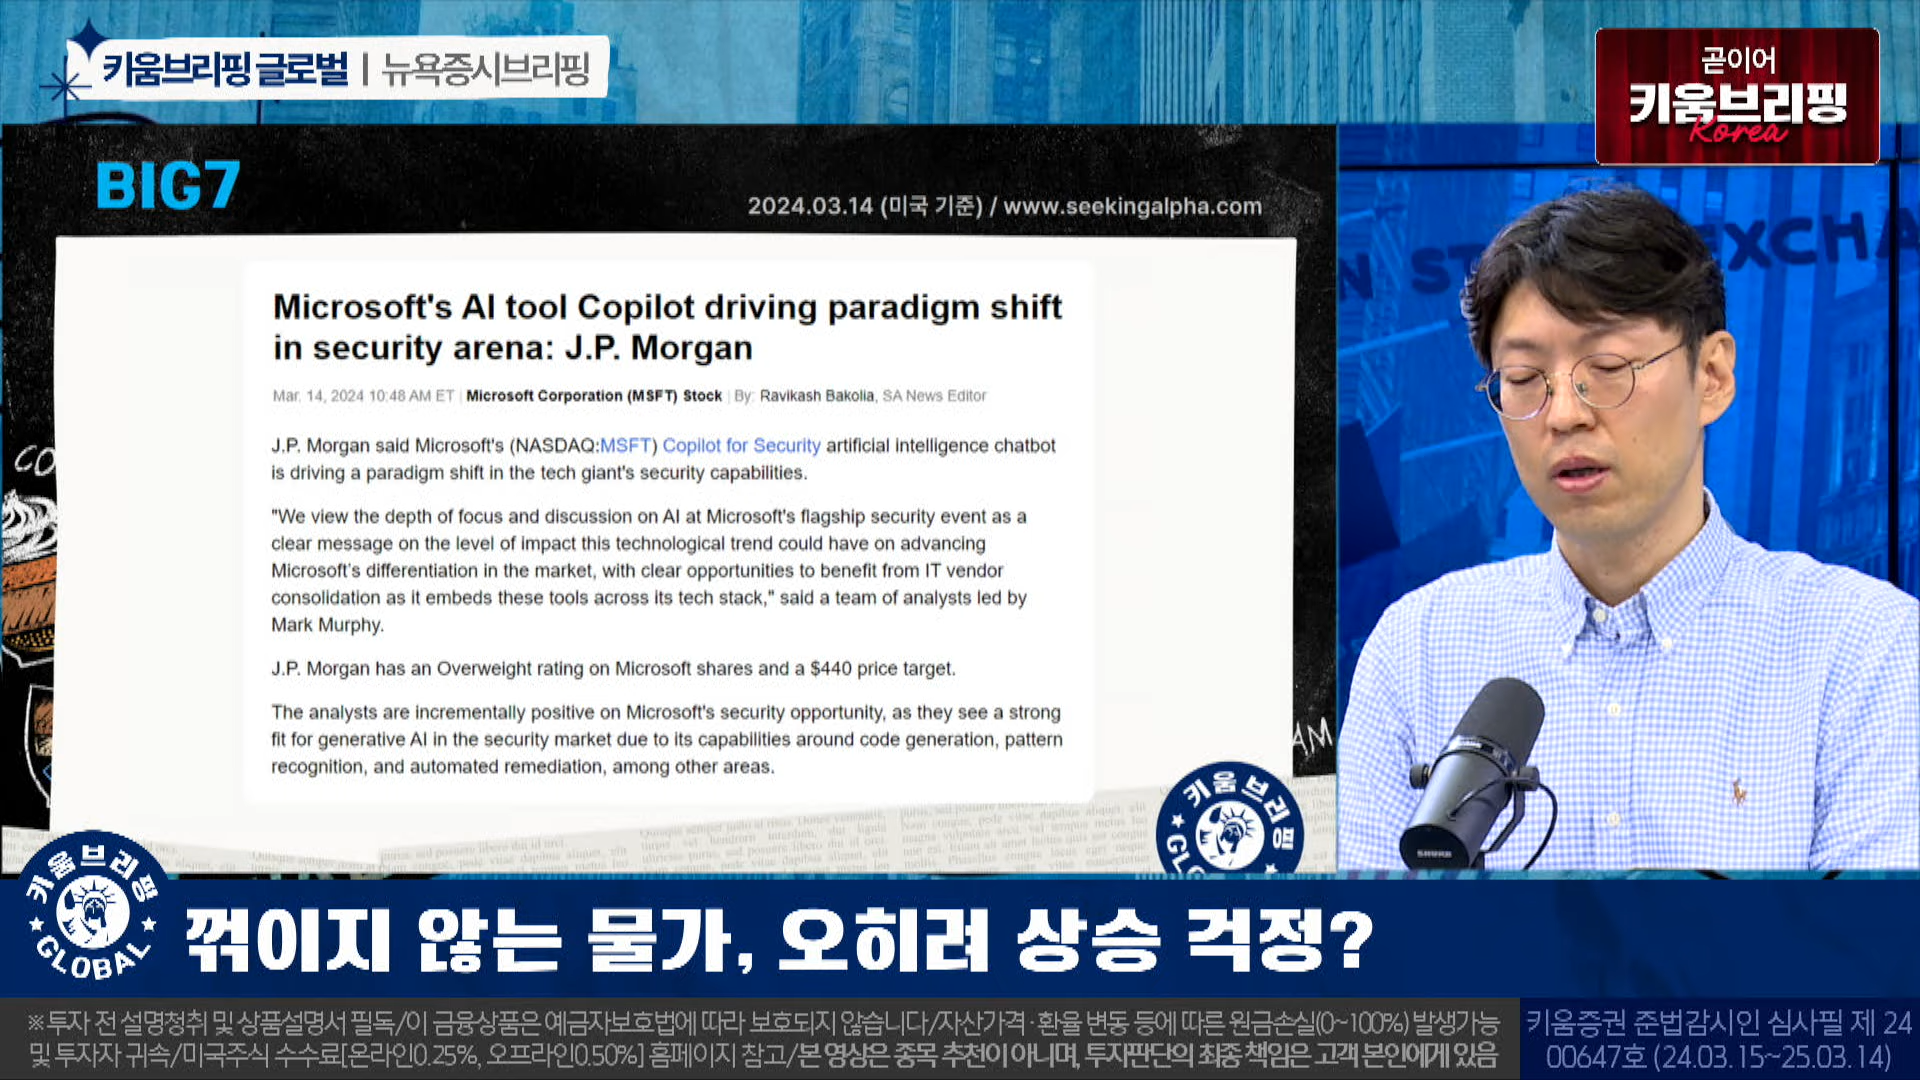 키움브리핑 글로벌 | 뉴욕증시브리핑
곧이어
키움브리핑
Korea
BIG7
2024.03.14 (미국 기준) / www.seekingalpha.com
Microsoft's AI tool Copilot driving paradigm shift
in security arena: J.P. Morgan
Mar. 14, 2024 10:48 AM ET | Microsoft Corporation (MSFT) Stock | By: Ravikash Bakolia, SA News Editor
J.P. Morgan said Microsoft's (NASDAQ:MSFT) Copilot for Security artificial intelligence chatbot
is driving a paradigm shift in the tech giant's security capabilities.
"We view the depth of focus and discussion on AI at Microsoft's flagship security event as a
clear message on the level of impact this technological trend could have on advancing
Microsoft's differentiation in the market, with clear opportunities to benefit from IT vendor
consolidation as it embeds these tools across its tech stack," said a team of analysts led by
Mark Murphy.
J.P. Morgan has an Overweight rating on Microsoft shares and a $440 price target.
The analysts are incrementally positive on Microsoft's security opportunity, as they see a strong
fit for generative AI in the security market due to its capabilities around code generation, pattern
recognition, and automated remediation, among other areas.
EXCHA
N ST
CO
AM
키움브리핑
GLO
SHURE
키움브리핑
GLOBAL
꺾이지 않는 물가, 오히려 상승 걱정?
※투자 전 설명청취 및 상품설명서 필독/이 금융상품은 예금자보호법에 따라 보호되지 않습니다/자산가격·환율 변동 등에 따른 원금손실(0~100%) 발생가능
및 투자자 귀속/미국주식 수수료[온라인0.25%, 오프라인0.50%] 홈페이지 참고/본 영상은 종목 추천이 아니며, 투자판단의 최종 책임은 고객 본인에게 있음
키움증권 준법감시인 심사필 제 24
00647호 (24.03.15~25.03.14)